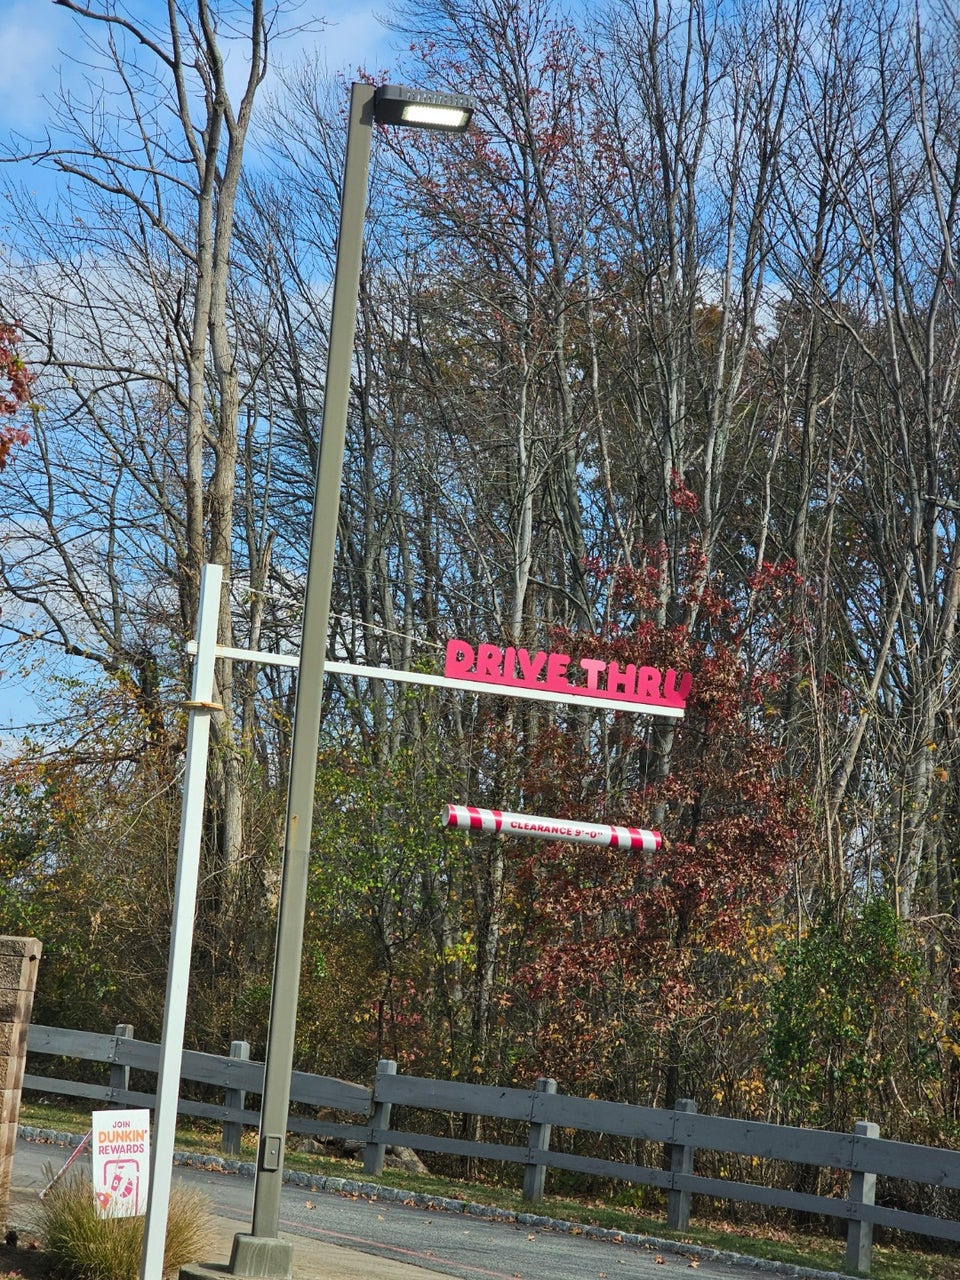 DRIVE THRU
CLEARANCE 9'-0"
JOIN
DUNKIN'
REWARDS